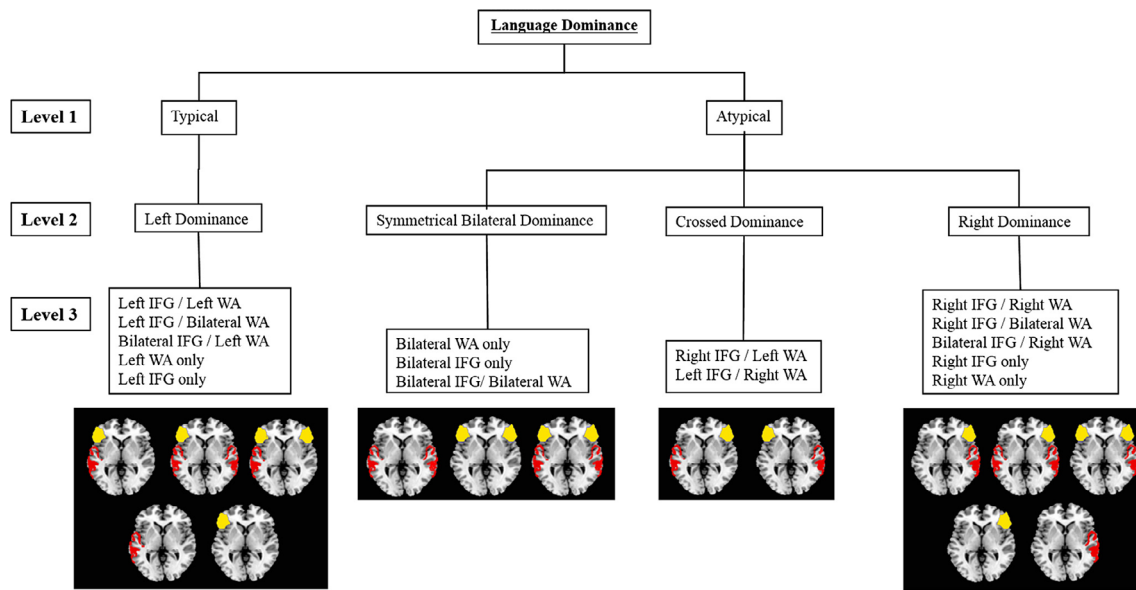 Language Dominance
Level 1
Typical
Atypical
Level 2
Left Dominance
Symmetrical Bilateral Dominance
Crossed Dominance
Right Dominance
Level 3
Left IFG / Left WA
Left IFG / Bilateral WA
Bilateral IFG / Left WA
Left WA only
Left IFG only
Bilateral WA only
Bilateral IFG only
Bilateral IFG/ Bilateral WA
Right IFG / Left WA
Left IFG / Right WA
Right IFG / Right WA
Right IFG / Bilateral WA
Bilateral IFG / Right WA
Right IFG only
Right WA only